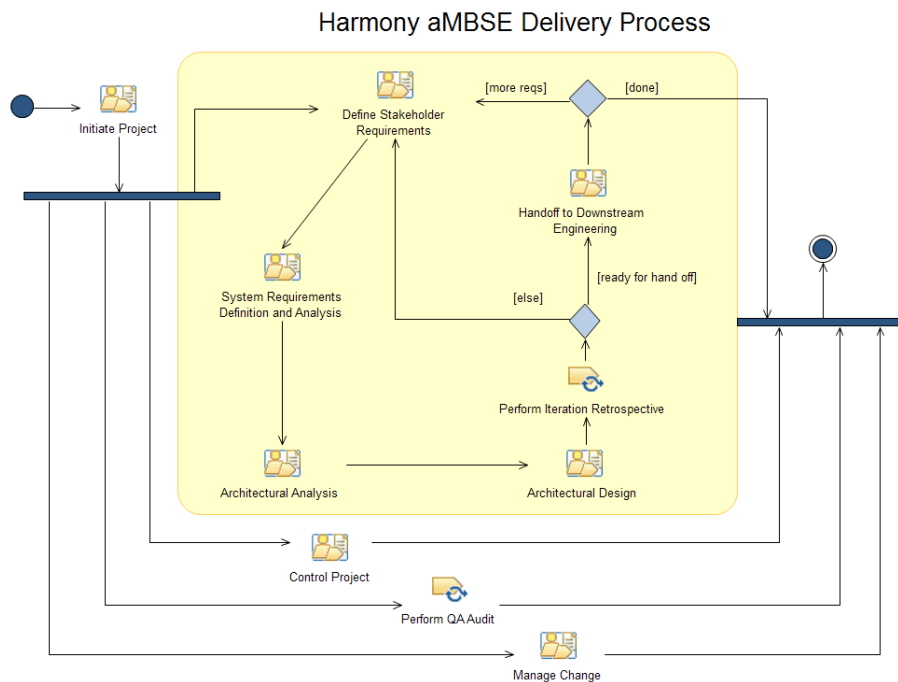 Harmony aMBSE Delivery Process
Initiate Project
Define Stakeholder
Requirements
[more reqs]
[done]
Handoff to Downstream
Engineering
[ready for hand off]
[else]
System Requirements
Definition and Analysis
Perform Iteration Retrospective
Architectural Analysis
Architectural Design
Control Project
Perform QA Audit
Manage Change